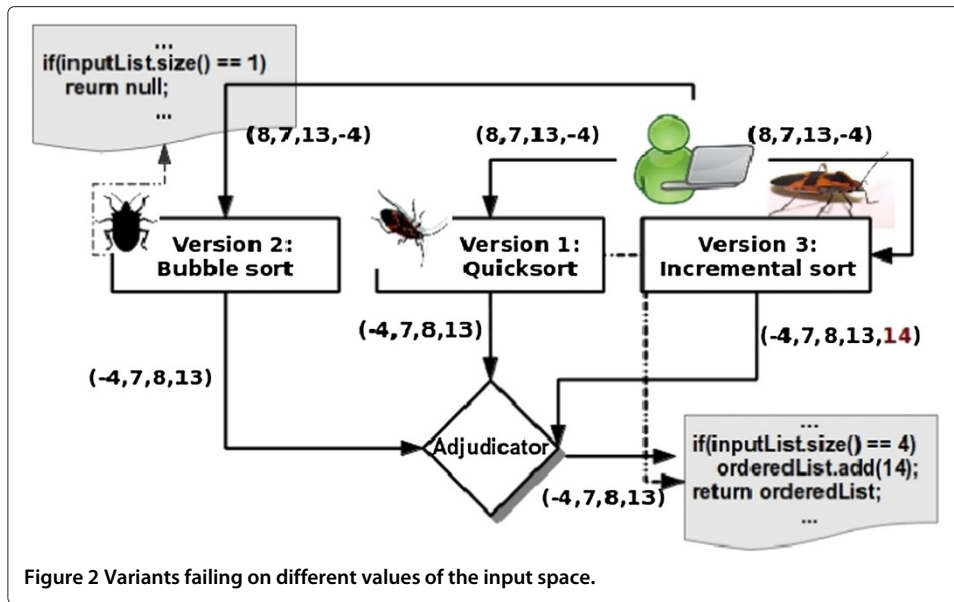 ...
if(inputList.size() == 1)
reurn null;
...
(8,7,13,-4)
(8,7,13,-4)
(8,7,13,-4)
Version 2:
Bubble sort
Version 1:
Quicksort
Version 3:
Incremental sort
(-4,7,8,13)
(-4,7,8,13)
(-4,7,8,13,14)
Adjudicator
(-4,7,8,13)
...
if(inputList.size() == 4)
orderedList.add(14);
return orderedList;
...
Figure 2 Variants failing on different values of the input space.